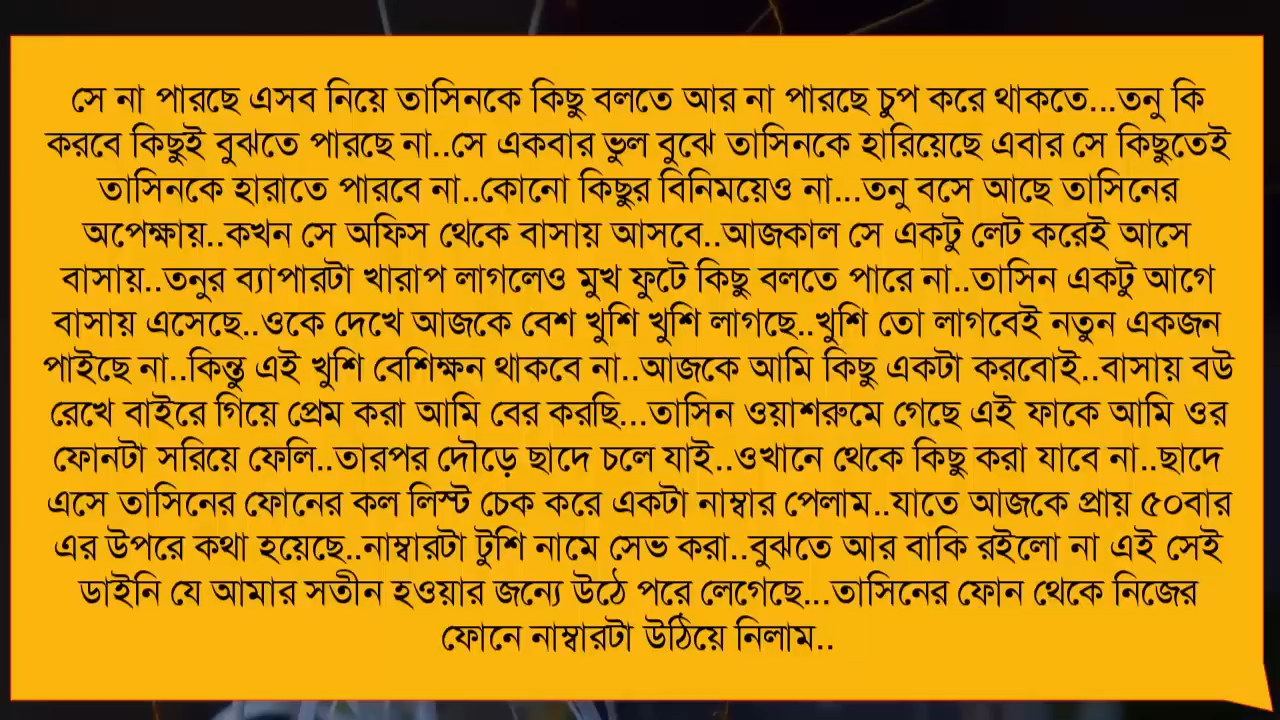 সে না পারছে এসব নিয়ে তাসিনকে কিছু বলতে আর না পারছে চুপ করে থাকতে...তনু কি
করবে কিছুই বুঝতে পারছে না..সে একবার ভুল বুঝে তাসিনকে হারিয়েছে এবার সে কিছুতেই
তাসিনকে হারাতে পারবে না..কোনো কিছুর বিনিময়েও না...তনু বসে আছে তাসিনের
অপেক্ষায়..কখন সে অফিস থেকে বাসায় আসবে..আজকাল সে একটু লেট করেই আসে
বাসায়..তনুর ব্যাপারটা খারাপ লাগলেও মুখ ফুটে কিছু বলতে পারে না..তাসিন একটু আগে
বাসায় এসেছে..ওকে দেখে আজকে বেশ খুশি খুশি লাগছে..খুশি তো লাগবেই নতুন একজন
পাইছে না..কিন্তু এই খুশি বেশিক্ষন থাকবে না..আজকে আমি কিছু একটা করবোই..বাসায় বউ
রেখে বাইরে গিয়ে প্রেম করা আমি বের করছি...তাসিন ওয়াশরুমে গেছে এই ফাকে আমি ওর
ফোনটা সরিয়ে ফেলি..তারপর দৌড়ে ছাদে চলে যাই..ওখানে থেকে কিছু করা যাবে না..ছাদে
এসে তাসিনের ফোনের কল লিস্ট চেক করে একটা নাম্বার পেলাম..যাতে আজকে প্রায় ৫০বার
এর উপরে কথা হয়েছে..নাম্বারটা টুশি নামে সেভ করা..বুঝতে আর বাকি রইলো না এই সেই
ডাইনি যে আমার সতীন হওয়ার জন্যে উঠে পরে লেগেছে...তাসিনের ফোন থেকে নিজের
ফোনে নাম্বারটা উঠিয়ে নিলাম..